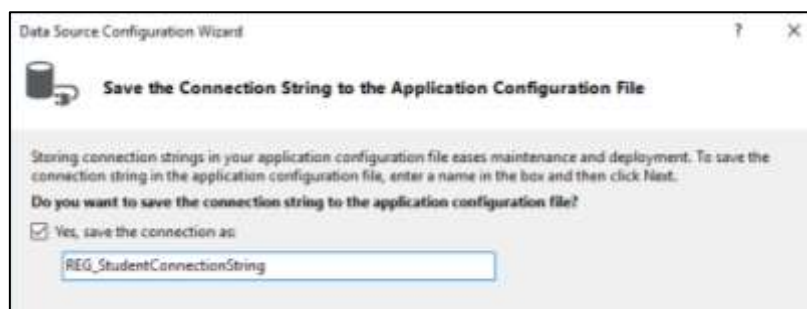 Data Source Configuration Wizard ? ×
Save the Connection String to the Application Configuration File
Storing connection strings in your application configuration file eases maintenance and deployment. To save the
connection string in the application configuration file, enter a name in the box and then click Next.
Do you want to save the connection string to the application configuration file?
Yes, save the connection as:
REG_StudentConnectionString